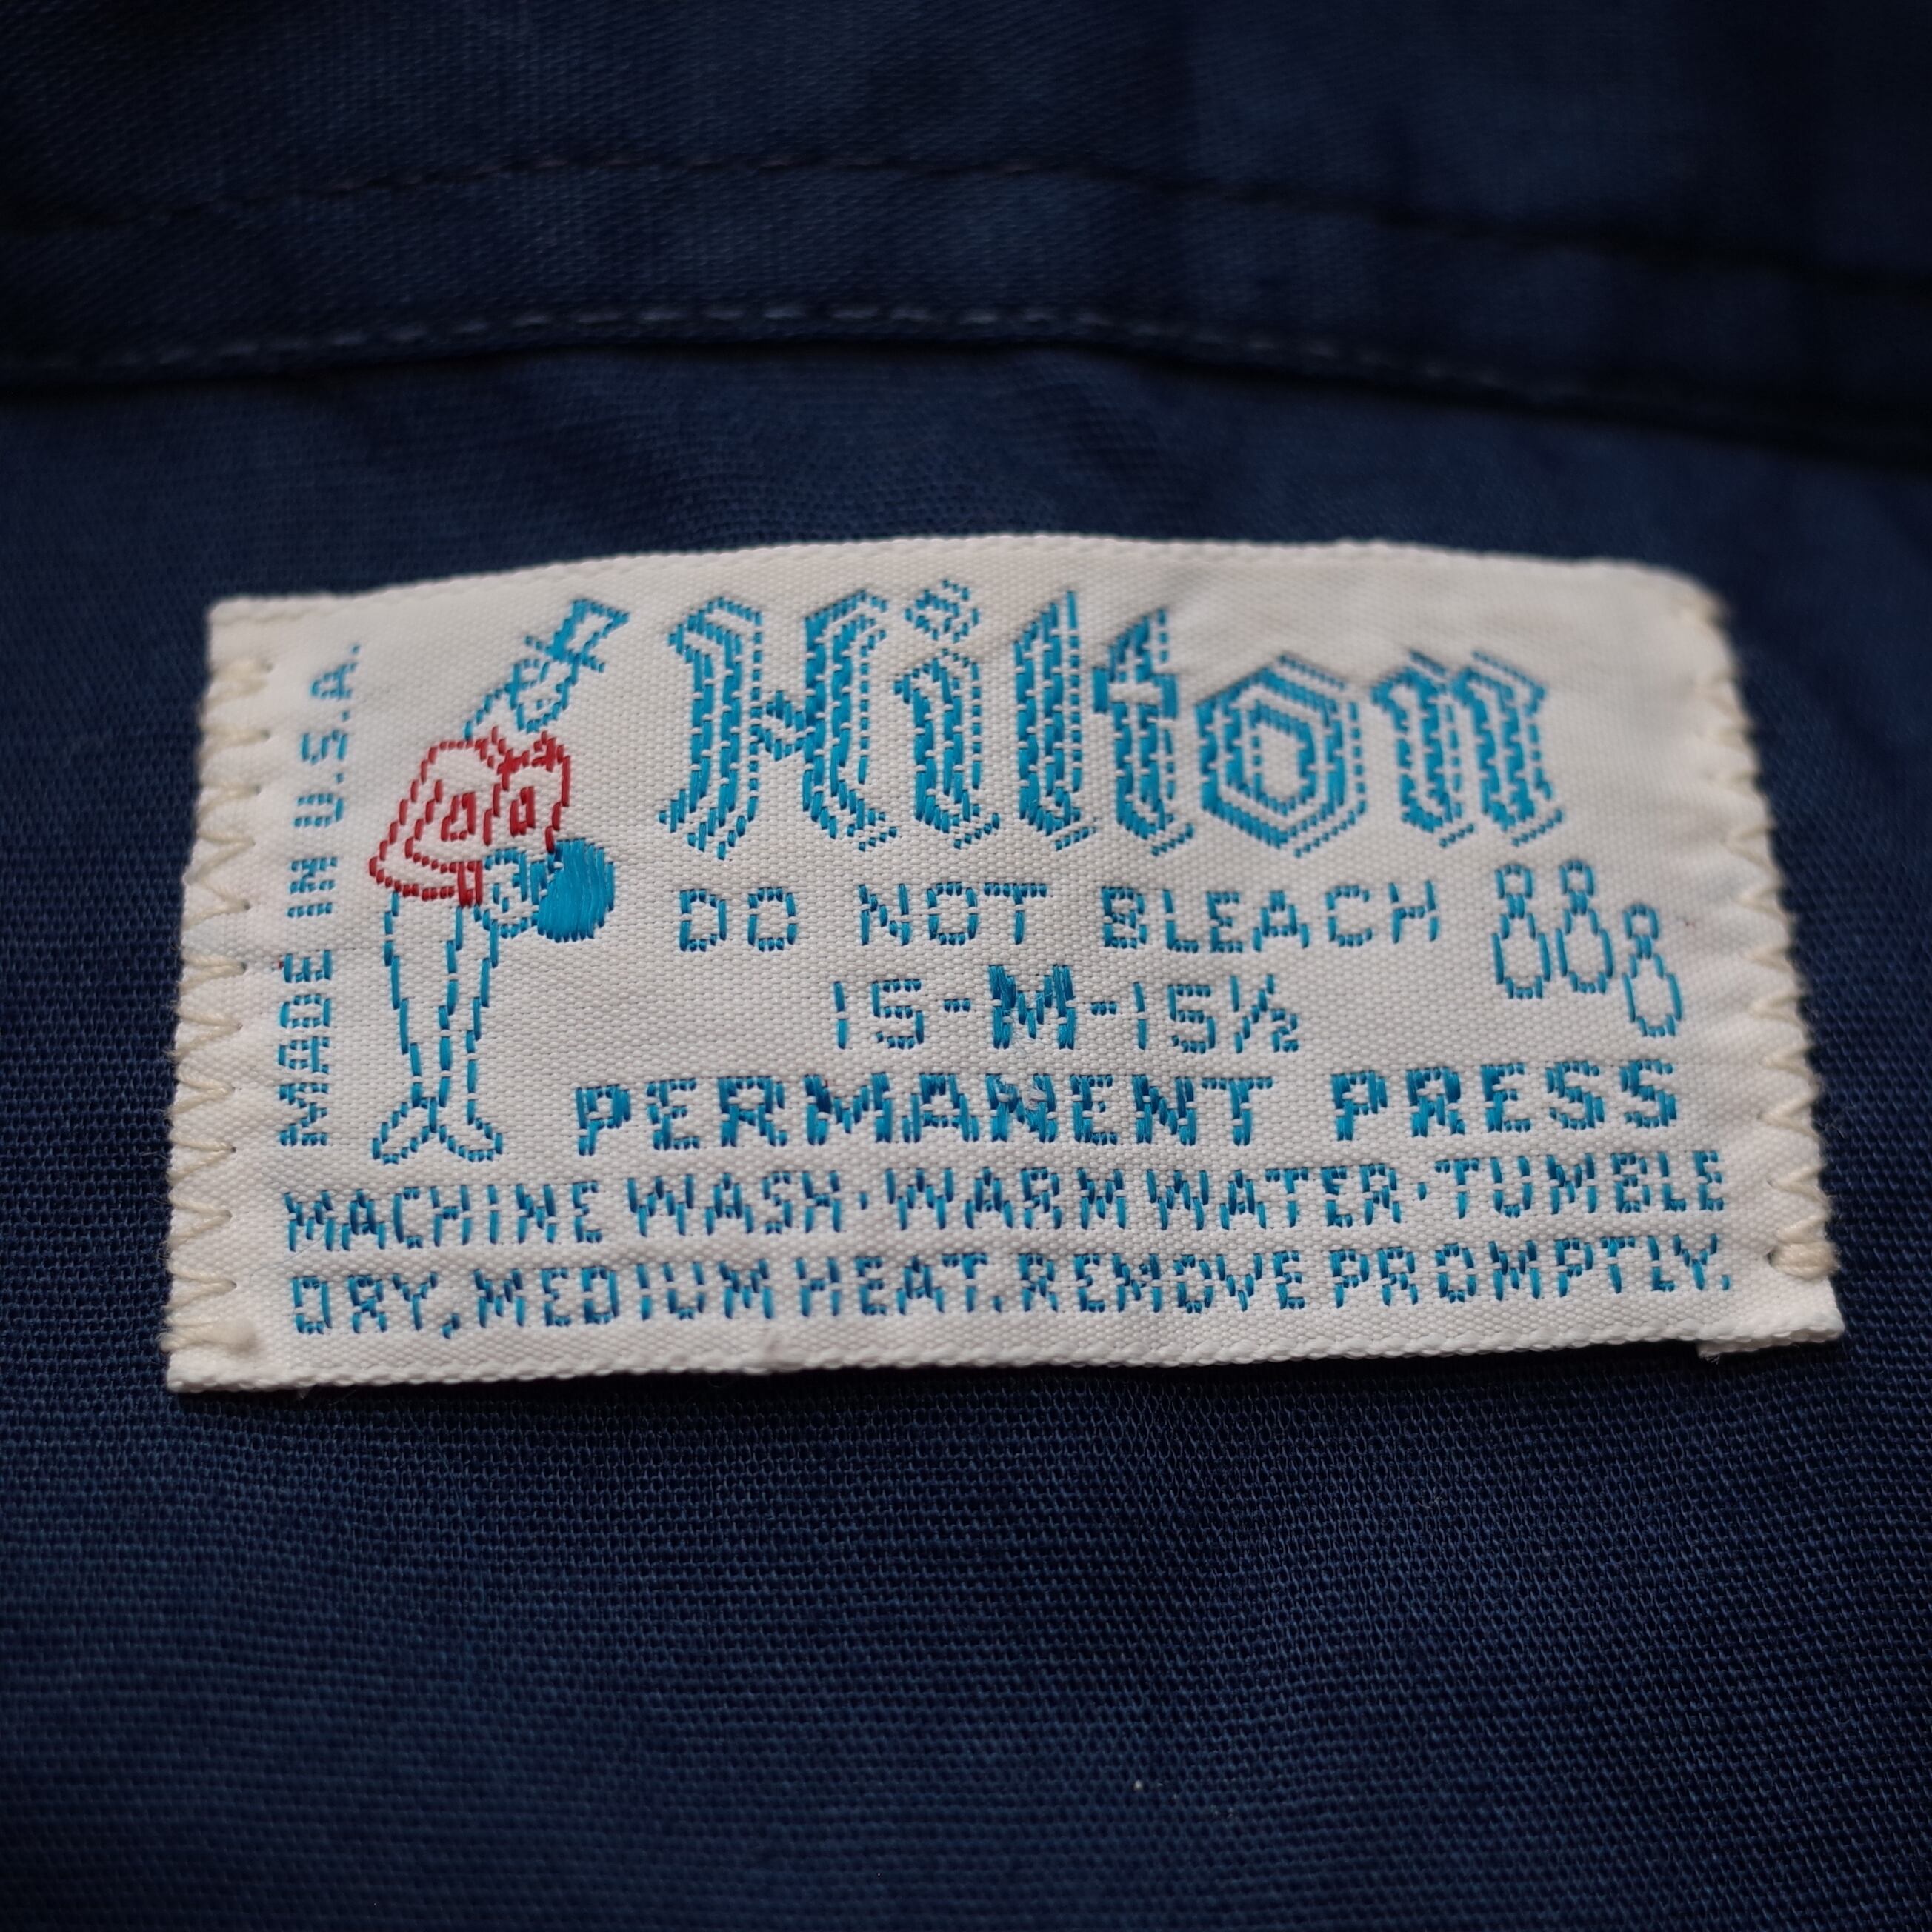 MADE IN U.S.A.
Hilton
DO NOT BLEACH
15-M-15½
PERMANENT PRESS
MACHINE WASH·WARM WATER·TUMBLE
DRY, MEDIUM HEAT. REMOVE PROMPTLY.